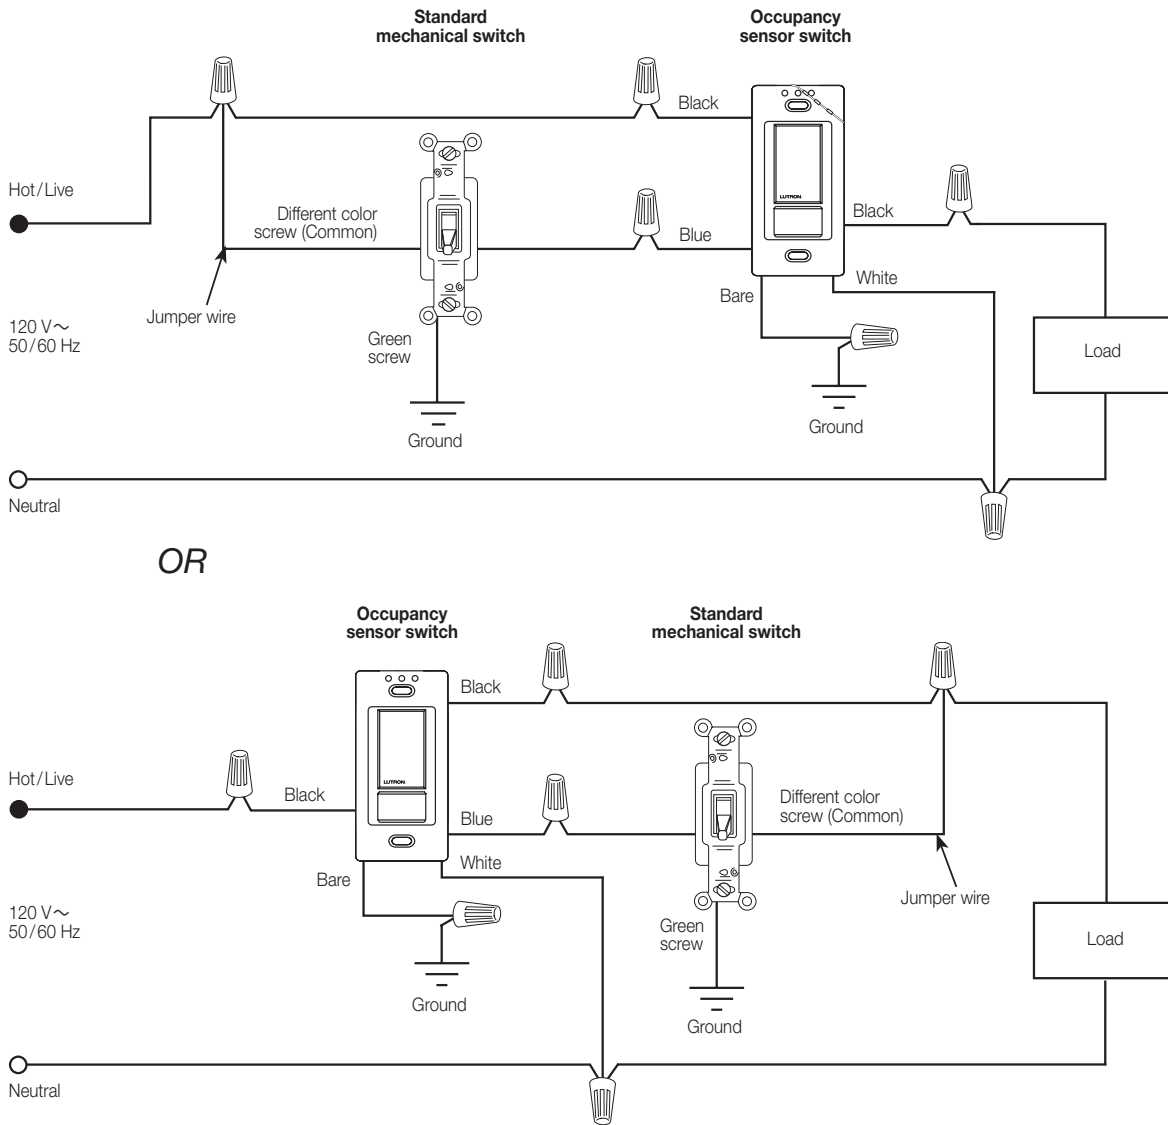 Standard
mechanical switch
Occupancy
sensor switch
Black
Hot/Live
Different color
screw (Common)
Blue
LUTRON.
Black
White
Bare
Jumper wire
120 V~
50/60 Hz
Green
screw
Load
Ground
Ground
Neutral
OR
Occupancy
sensor switch
Standard
mechanical switch
Black
Hot/Live
Black
LUTRON.
Blue
Different color
screw (Common)
White
Bare
Jumper wire
120 V~
50/60 Hz
Green
screw
Load
Ground
Ground
Neutral